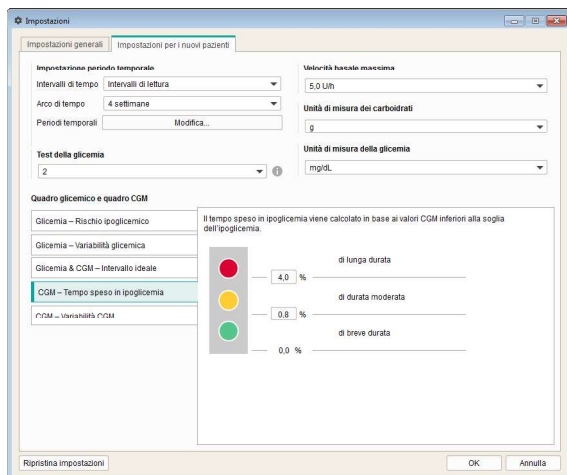 Impostazioni
Impostazioni generali
Impostazioni per i nuovi pazienti
Impostazione periodo temporale
Intervalli di tempo Intervalli di lettura
Arco di tempo 4 settimane
Periodi temporali Modifica...
Test della glicemia
2
Velocità basale massima
5,0 U/h
Unità di misura dei carboidrati
g
Unità di misura della glicemia
mg/dL
Quadro glicemico e quadro CGM
Glicemia – Rischio ipoglicemico
Glicemia – Variabilità glicemica
Glicemia & CGM – Intervallo ideale
CGM – Tempo speso in ipoglicemia
CGM – Variabilità CGM
Il tempo speso in ipoglicemia viene calcolato in base ai valori CGM inferiori alla soglia
dell'ipoglicemia.
di lunga durata
4,0 %
di durata moderata
0,8 %
di breve durata
0,0 %
Ripristina impostazioni
OK
Annulla